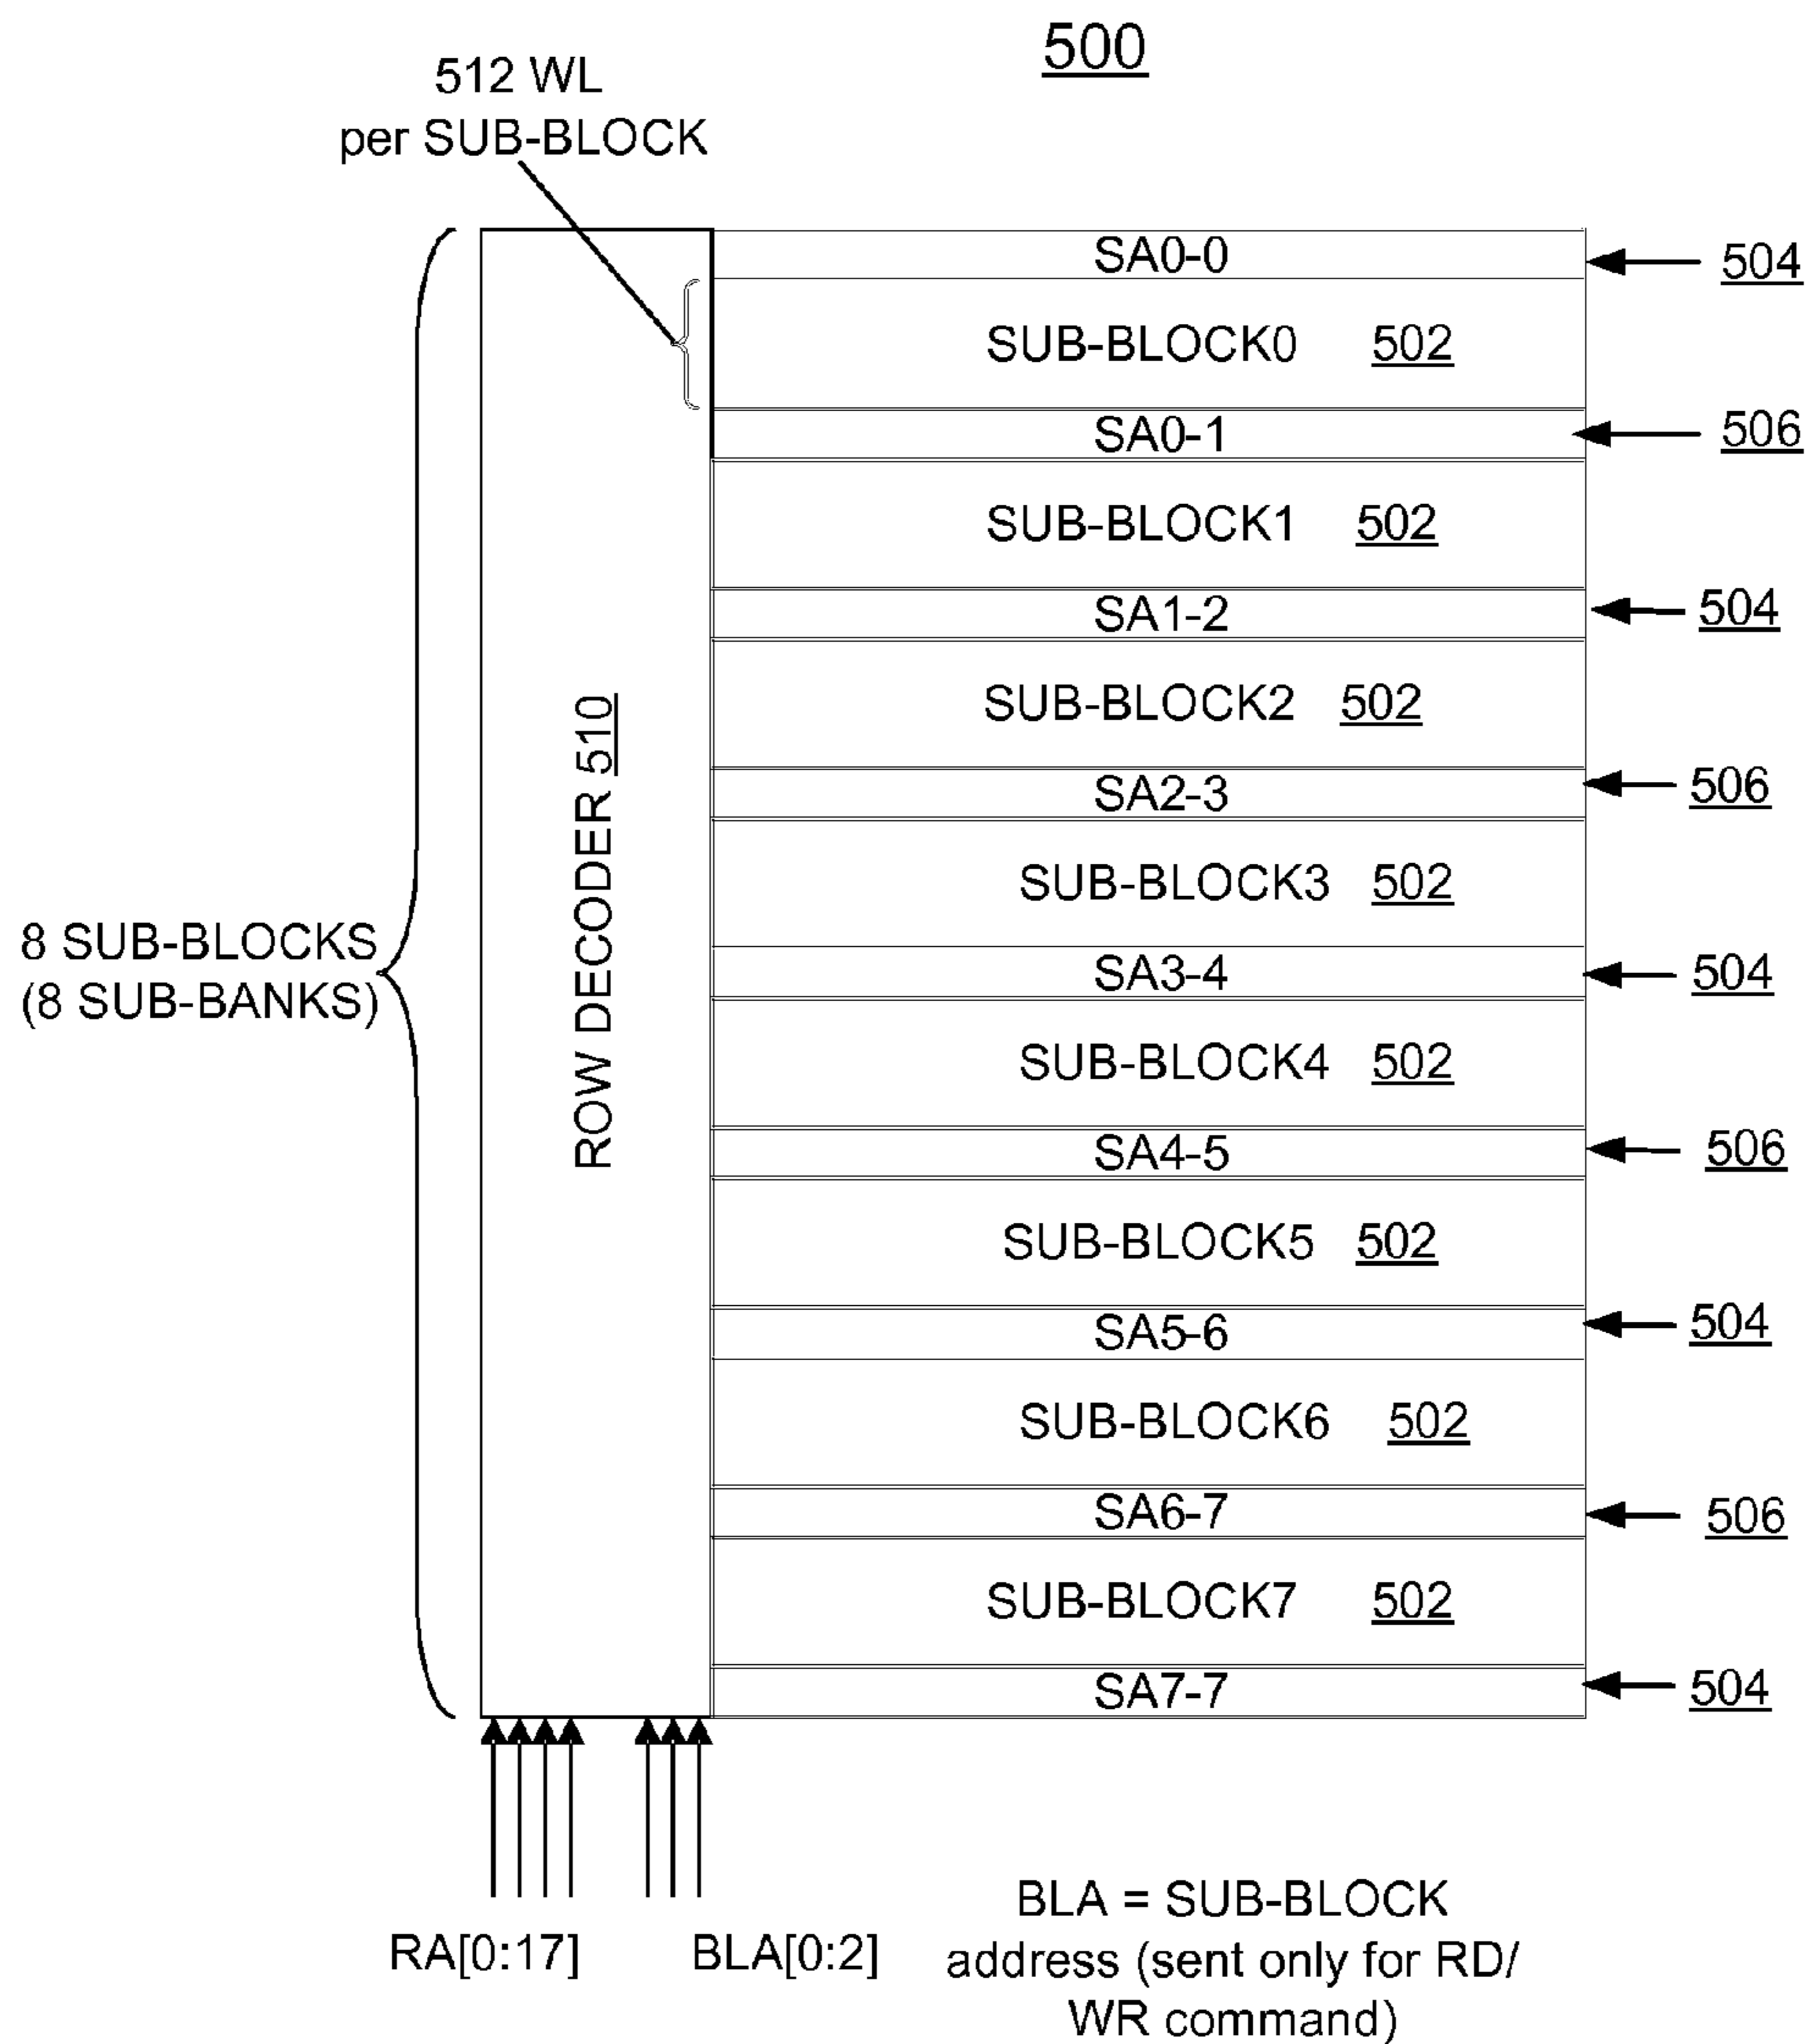 500
512 WL
per SUB-BLOCK
SA0-0
504
SUB-BLOCK0 502
SA0-1
506
SUB-BLOCK1 502
SA1-2
504
SUB-BLOCK2 502
SA2-3
506
SUB-BLOCK3 502
SA3-4
504
SUB-BLOCK4 502
SA4-5
506
SUB-BLOCK5 502
SA5-6
504
SUB-BLOCK6 502
SA6-7
506
SUB-BLOCK7 502
SA7-7
504
ROW DECODER 510
8 SUB-BLOCKS
(8 SUB-BANKS)
RA[0:17]
BLA[0:2]
BLA = SUB-BLOCK
address (sent only for RD/
WR command)